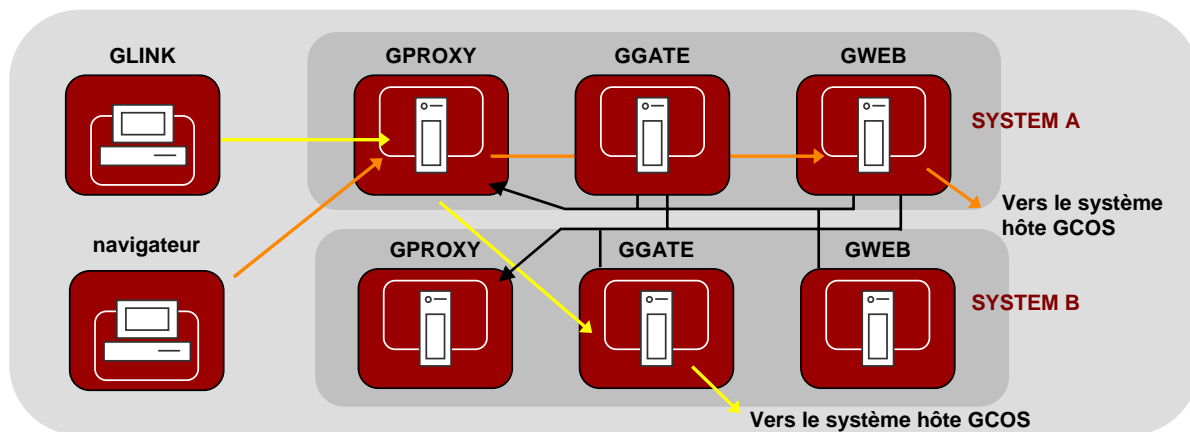 GLINK
GPROXY
GGATE
GWEB
SYSTEM A
Vers le système
hôte GCOS
navigateur
GPROXY
GGATE
GWEB
SYSTEM B
Vers le système hôte GCOS